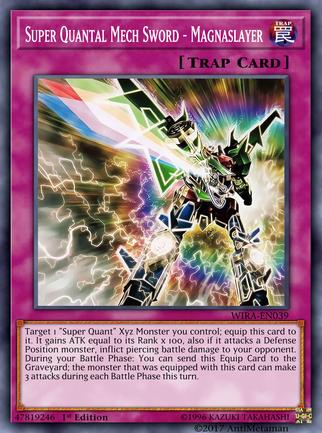 Super Quantal Mech Sword - Magnaslayer
TRAP
罠
[Trap Card]
WIRA-EN039
Target 1 "Super Quant" Xyz Monster you control; equip this card to
it. It gains ATK equal to its Rank x 100, also if it attacks a Defense
Position monster, inflict piercing battle damage to your opponent.
During your Battle Phase: You can send this Equip Card to the
Graveyard; the monster that was equipped with this card can make
3 attacks during each Battle Phase this turn.
47819246 1st Edition ©1996 KAZUKI TAKAHASHI
©2017 AntiMetaman